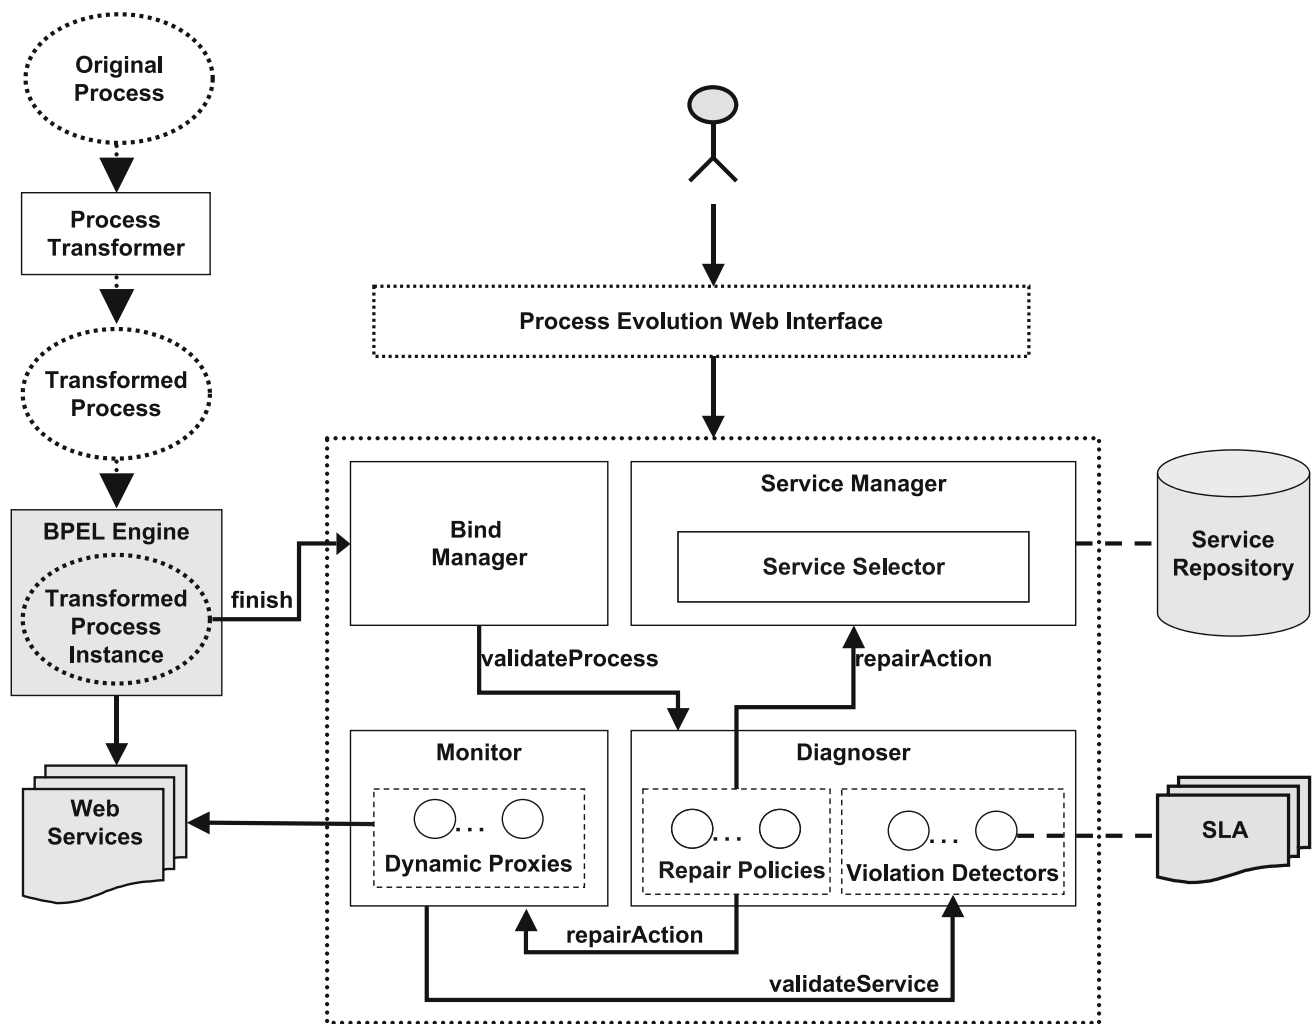 Original
Process
Process
Transformer
Process Evolution Web Interface
Transformed
Process
Service Manager
BPEL Engine
Bind
Manager
Service
Repository
Service Selector
Transformed
Process
Instance
finish
validateProcess
repairAction
Monitor
Diagnoser
Web
Services
...
...
...
SLA
Dynamic Proxies
Repair Policies
Violation Detectors
repairAction
validateService